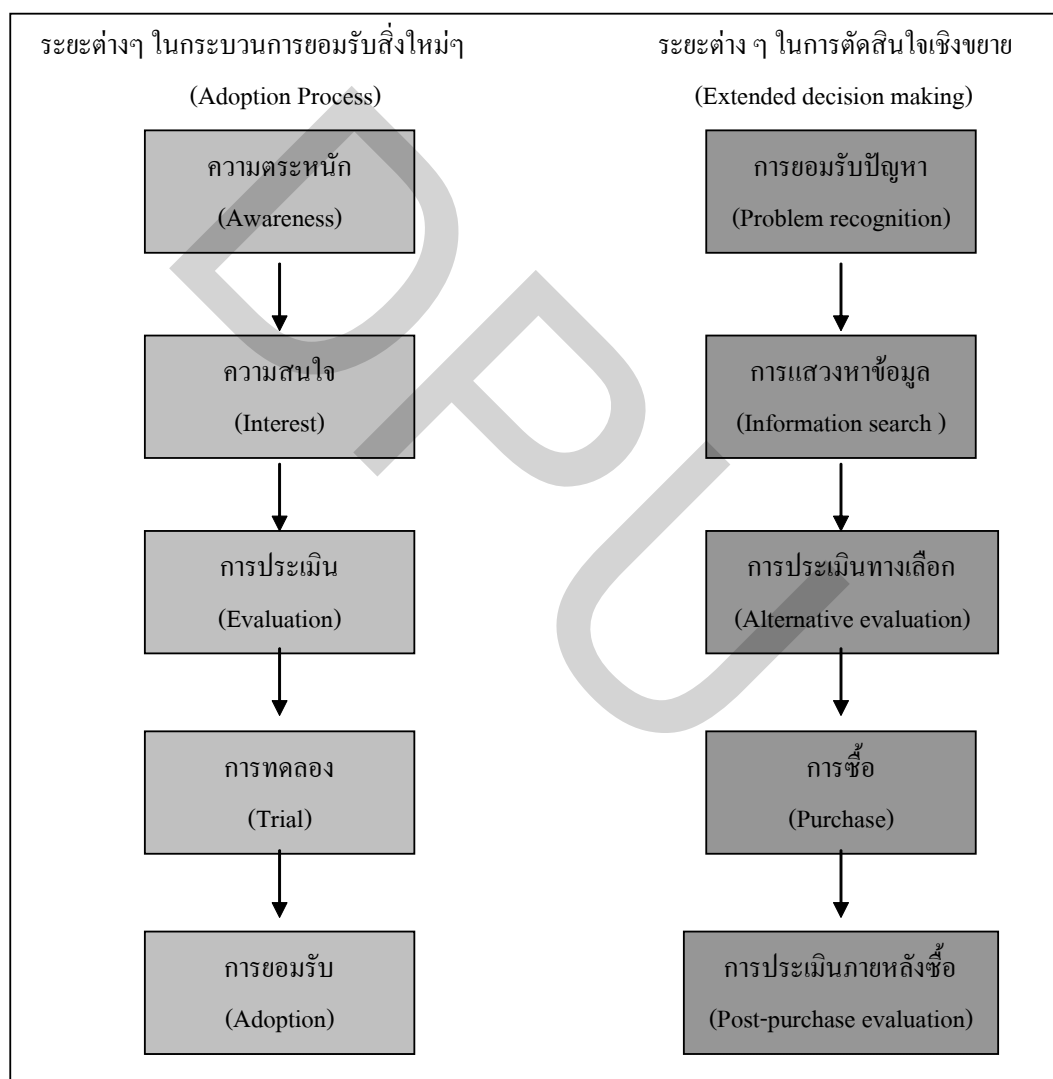 ระยะต่างๆ ในกระบวนการยอมรับสิ่งใหม่ๆ
(Adoption Process)
ความตระหนัก
(Awareness)
ความสนใจ
(Interest)
การประเมิน
(Evaluation)
การทดลอง
(Trial)
การยอมรับ
(Adoption)
ระยะต่าง ๆ ในการตัดสินใจเชิงขยาย
(Extended decision making)
การยอมรับปัญหา
(Problem recognition)
การแสวงหาข้อมูล
(Information search )
การประเมินทางเลือก
(Alternative evaluation)
การซื้อ
(Purchase)
การประเมินภายหลังซื้อ
(Post-purchase evaluation)
DPU